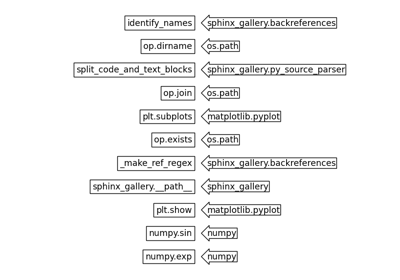 identify_names sphinx_gallery.backreferences
op.dirname os.path
split_code_and_text_blocks sphinx_gallery.py_source_parser
op.join os.path
plt.subplots matplotlib.pyplot
op.exists os.path
_make_ref_regex sphinx_gallery.backreferences
sphinx_gallery.__path__ sphinx_gallery
plt.show matplotlib.pyplot
numpy.sin numpy
numpy.exp numpy